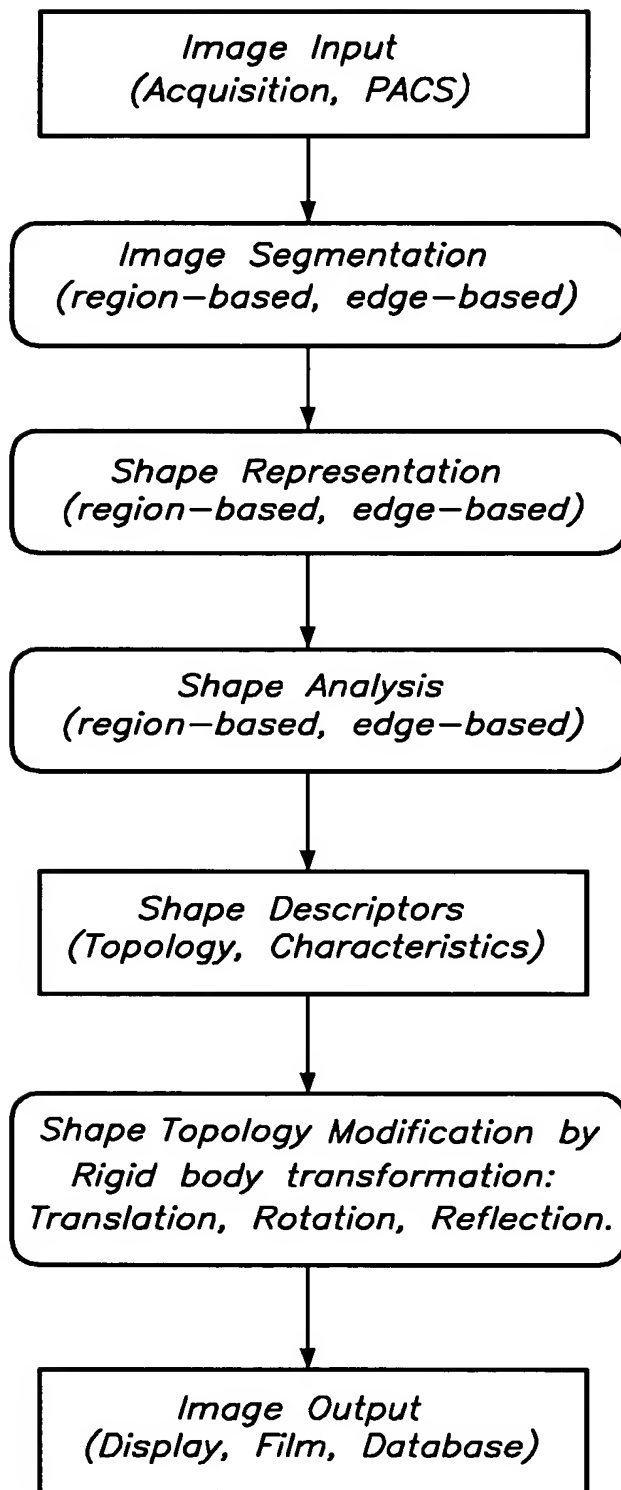 Image Input
(Acquisition, PACS)
Image Segmentation
(region-based, edge-based)
Shape Representation
(region-based, edge-based)
Shape Analysis
(region-based, edge-based)
Shape Descriptors
(Topology, Characteristics)
Shape Topology Modification by
Rigid body transformation:
Translation, Rotation, Reflection.
Image Output
(Display, Film, Database)